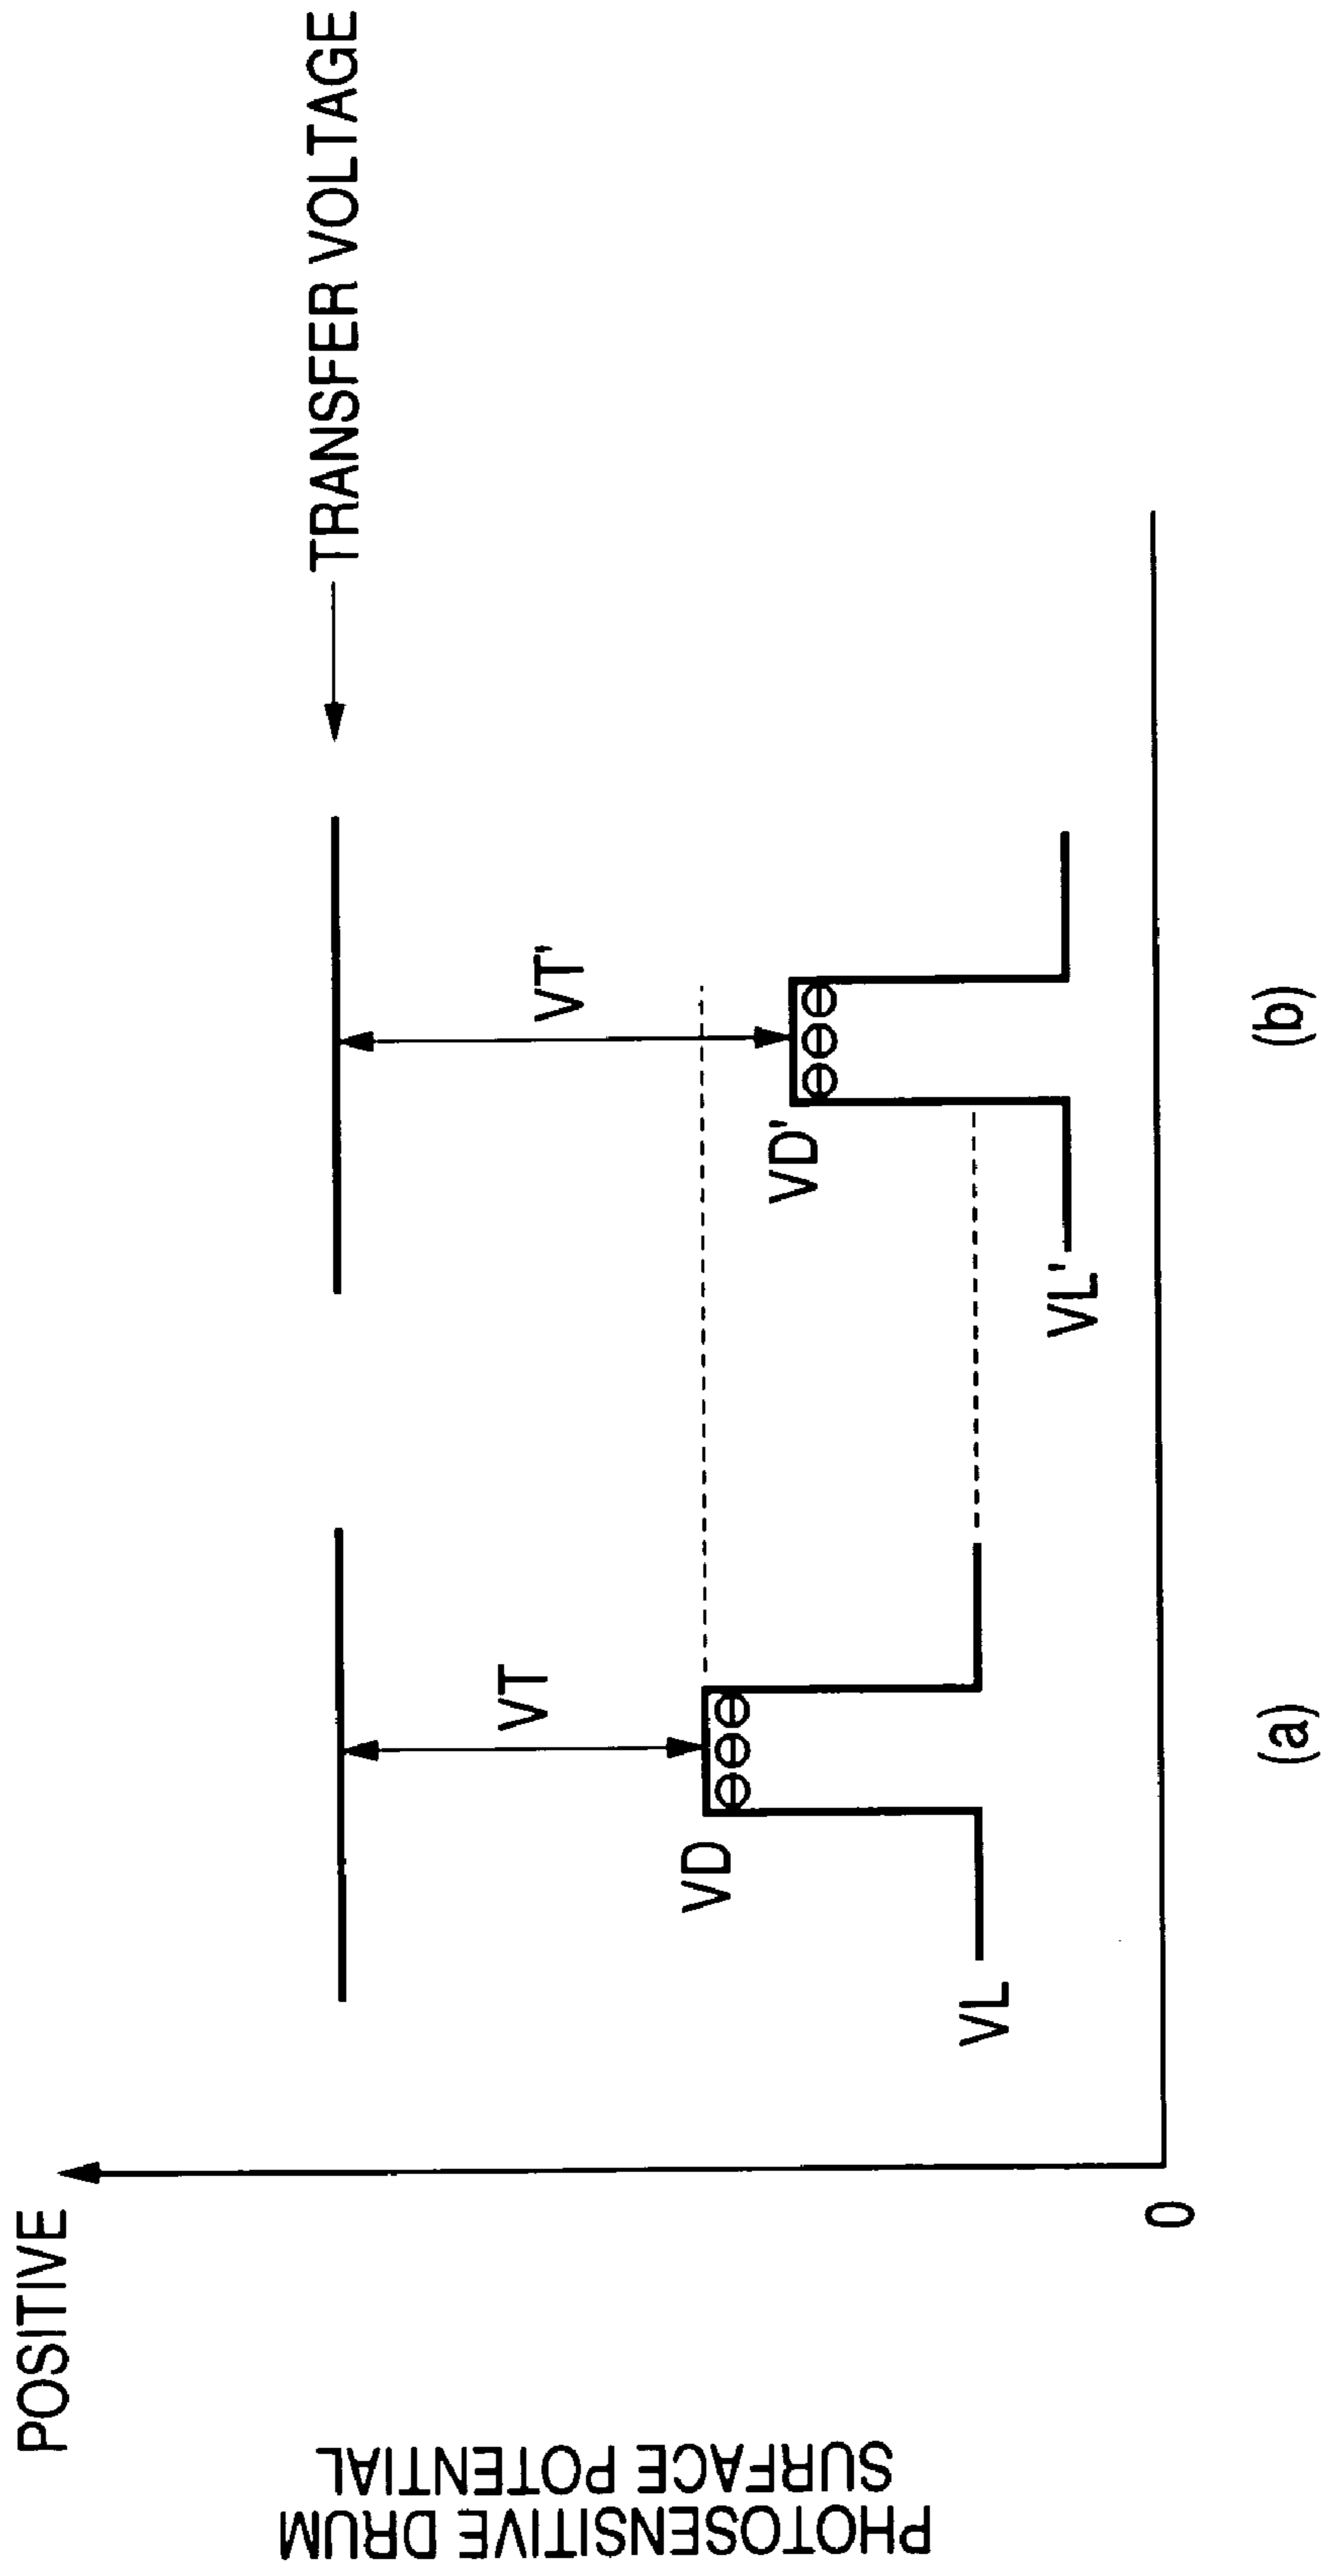 POSITIVE
PHOTOSENSITIVE DRUM
SURFACE POTENTIAL
TRANSFER VOLTAGE
VT
VT'
VD
VD'
VL
VL'
0
(a)
(b)